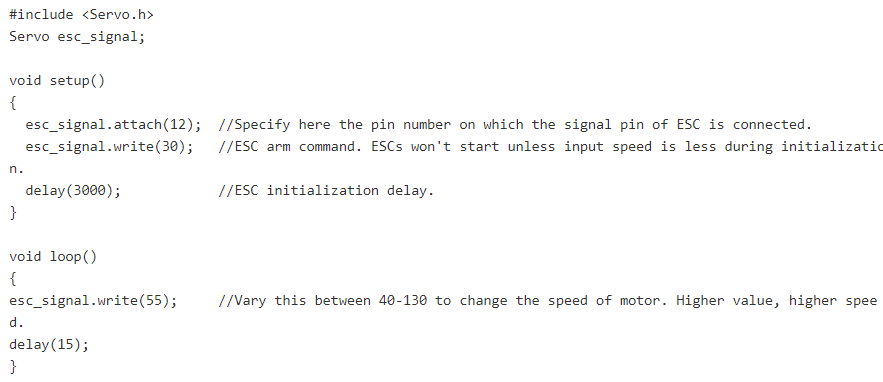 #include <Servo.h>
Servo esc_signal;

void setup()
{
  esc_signal.attach(12);  //Specify here the pin number on which the signal pin of ESC is connected.
  esc_signal.write(30);   //ESC arm command. ESCs won't start unless input speed is less during initializatio
n.
  delay(3000);            //ESC initialization delay.
}

void loop()
{
esc_signal.write(55);     //Vary this between 40-130 to change the speed of motor. Higher value, higher spee
d.
delay(15);
}